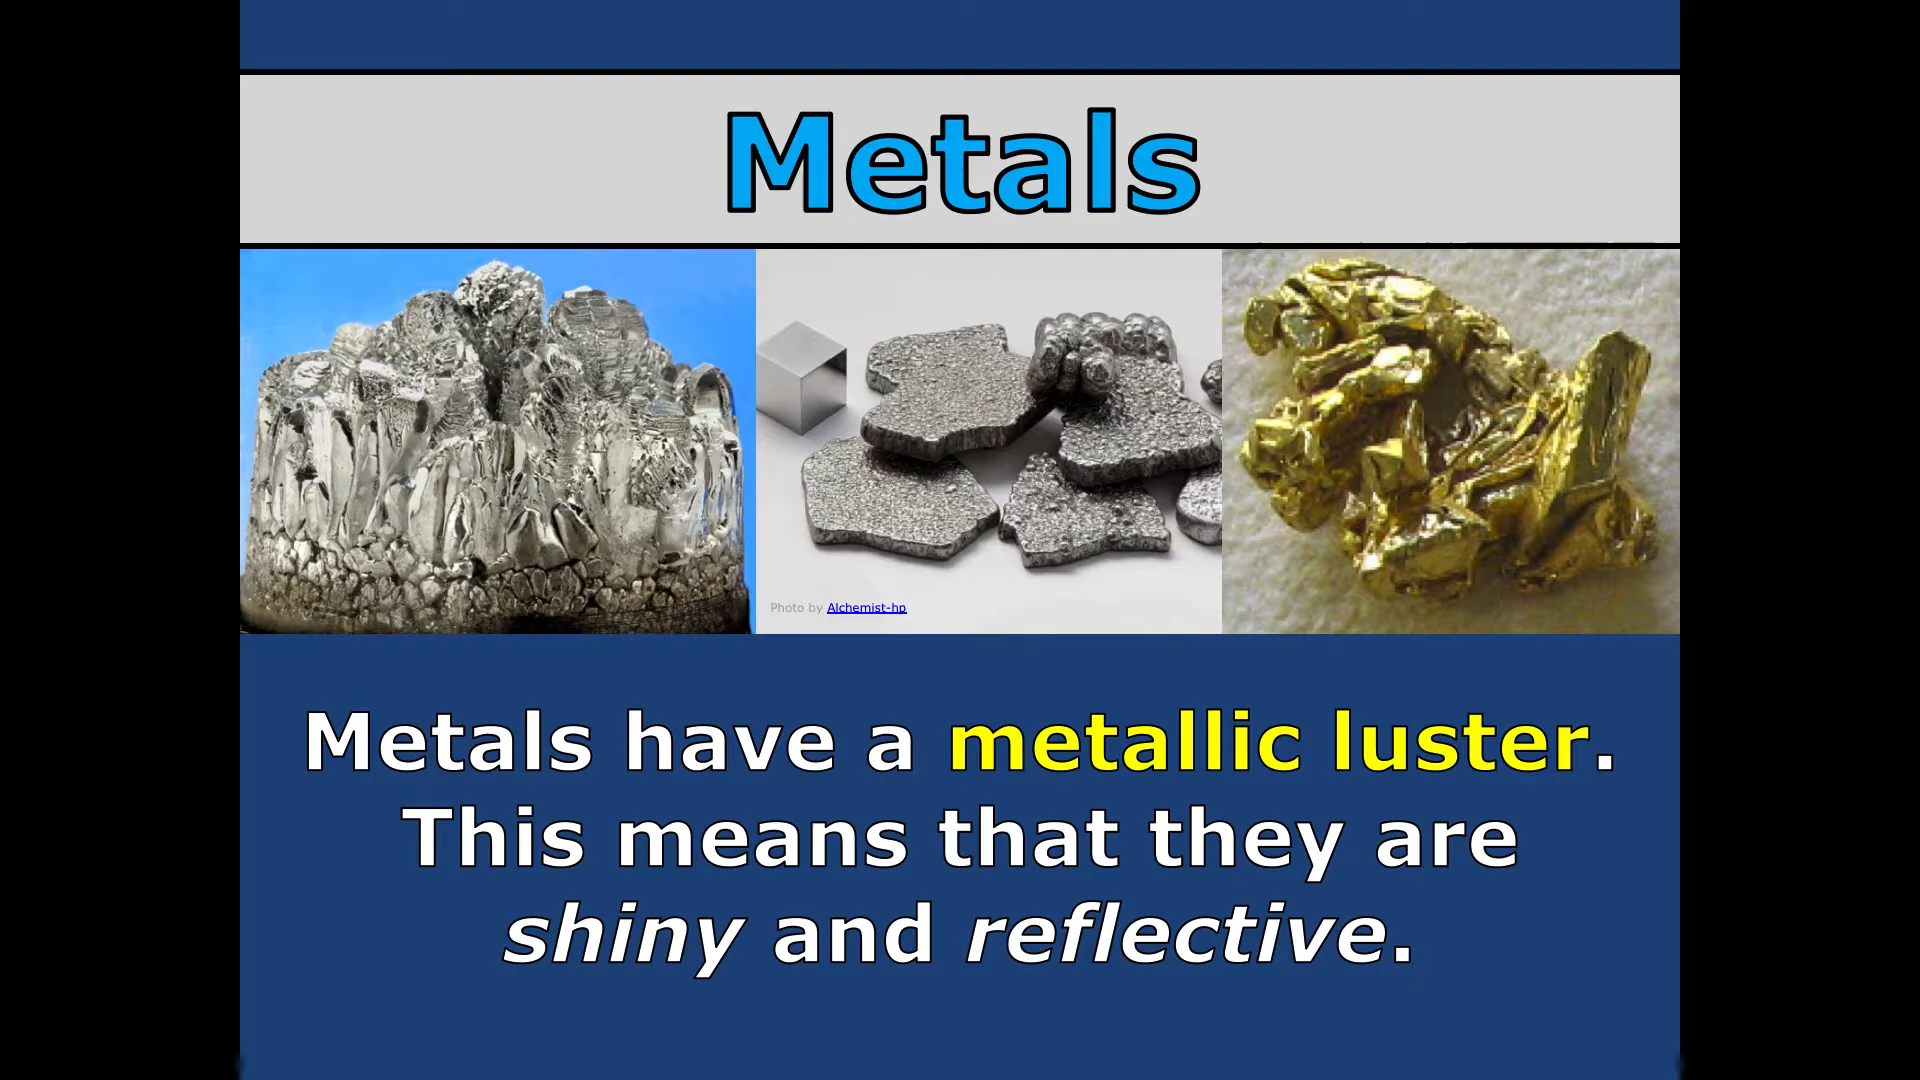 Metals
Photo by Alchemist-hp
Metals have a metallic luster.
This means that they are
shiny and reflective.